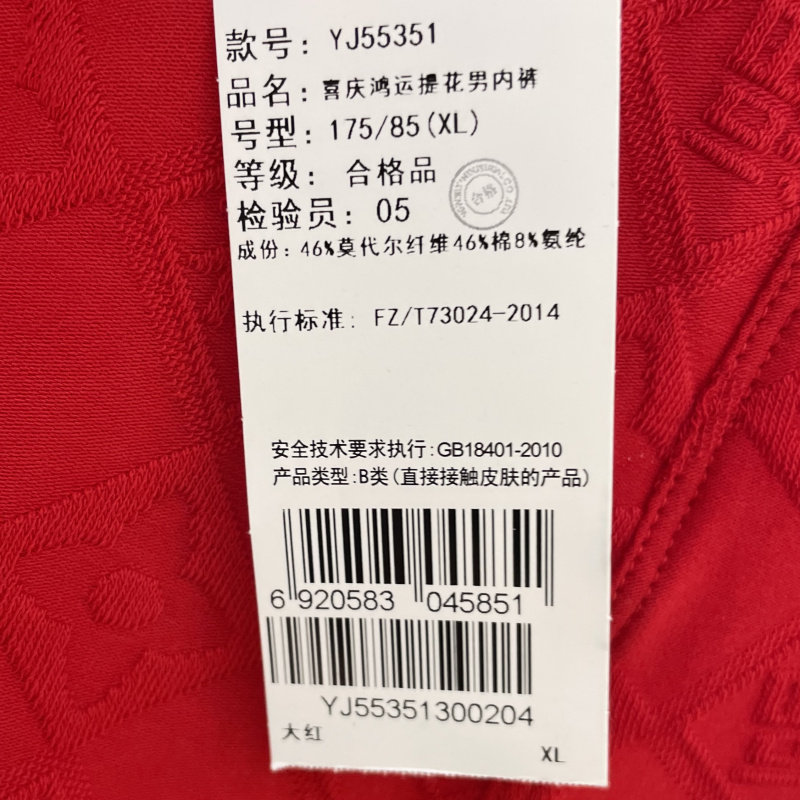 款号: YJ55351
品名: 喜庆鸿运提花男内裤
号型: 175/85(XL)
等级: 合格品
合格
检验员: 05
成份: 46%莫代尔纤维46%棉8%氨纶
执行标准: FZ/T73024-2014
安全技术要求执行:GB18401-2010
产品类型:B类(直接接触皮肤的产品)
6 920583 045851
YJ55351300204
大红
XL